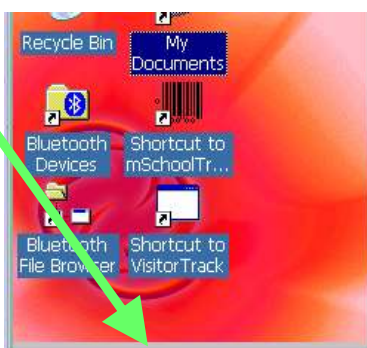 Recycle Bin
My
Documents
Bluetooth
Devices
Shortcut to
mSchoolTr...
Bluetooth
File Browser
Shortcut to
VisitorTrack